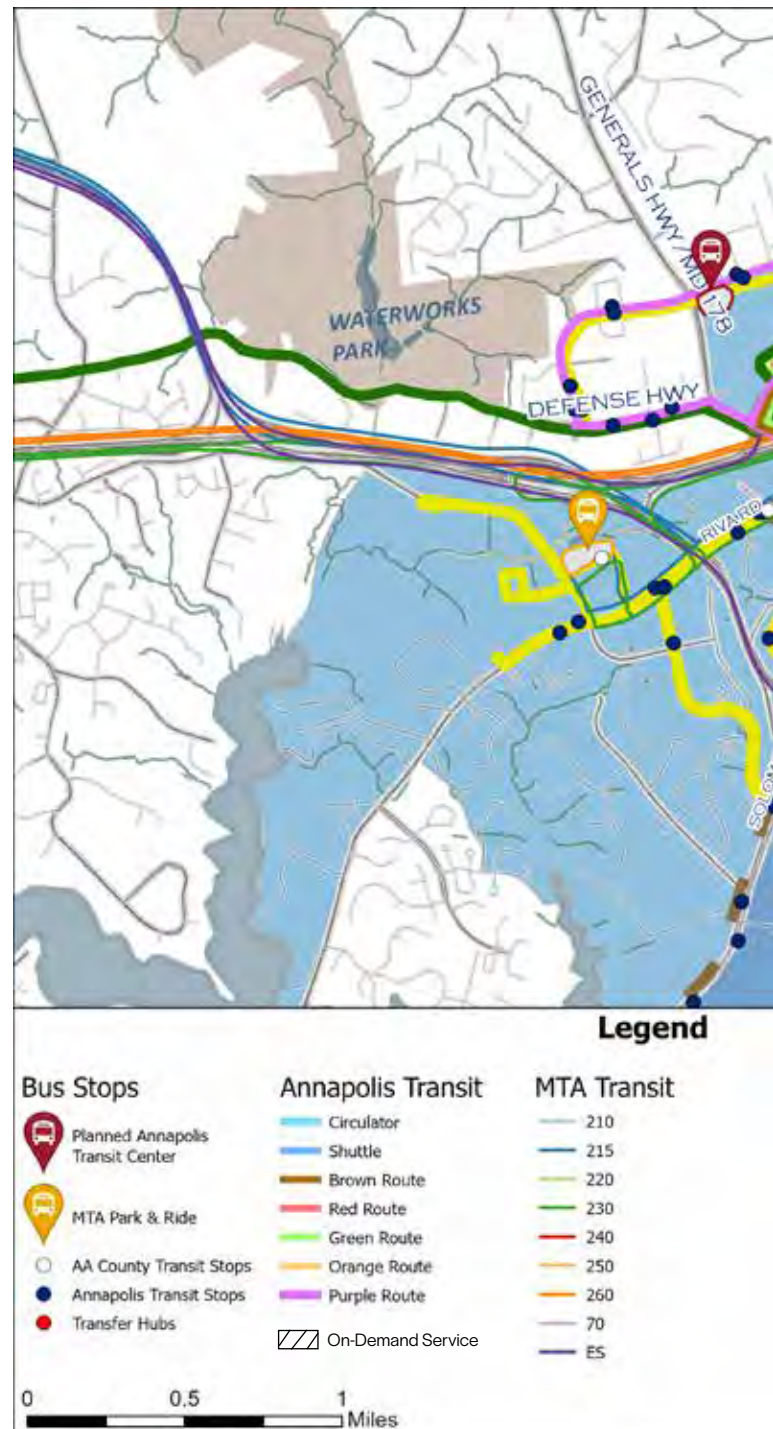 GENERALS HWY/MD 178
WATERWORKS
PARK
DEFENSE HWY
RIVARD
SOLOM
Legend
Bus Stops
Planned Annapolis
Transit Center
MTA Park & Ride
AA County Transit Stops
Annapolis Transit Stops
Transfer Hubs
Annapolis Transit
Circulator
Shuttle
Brown Route
Red Route
Green Route
Orange Route
Purple Route
On-Demand Service
MTA Transit
210
215
220
230
240
250
260
70
ES
0 0.5 1
Miles